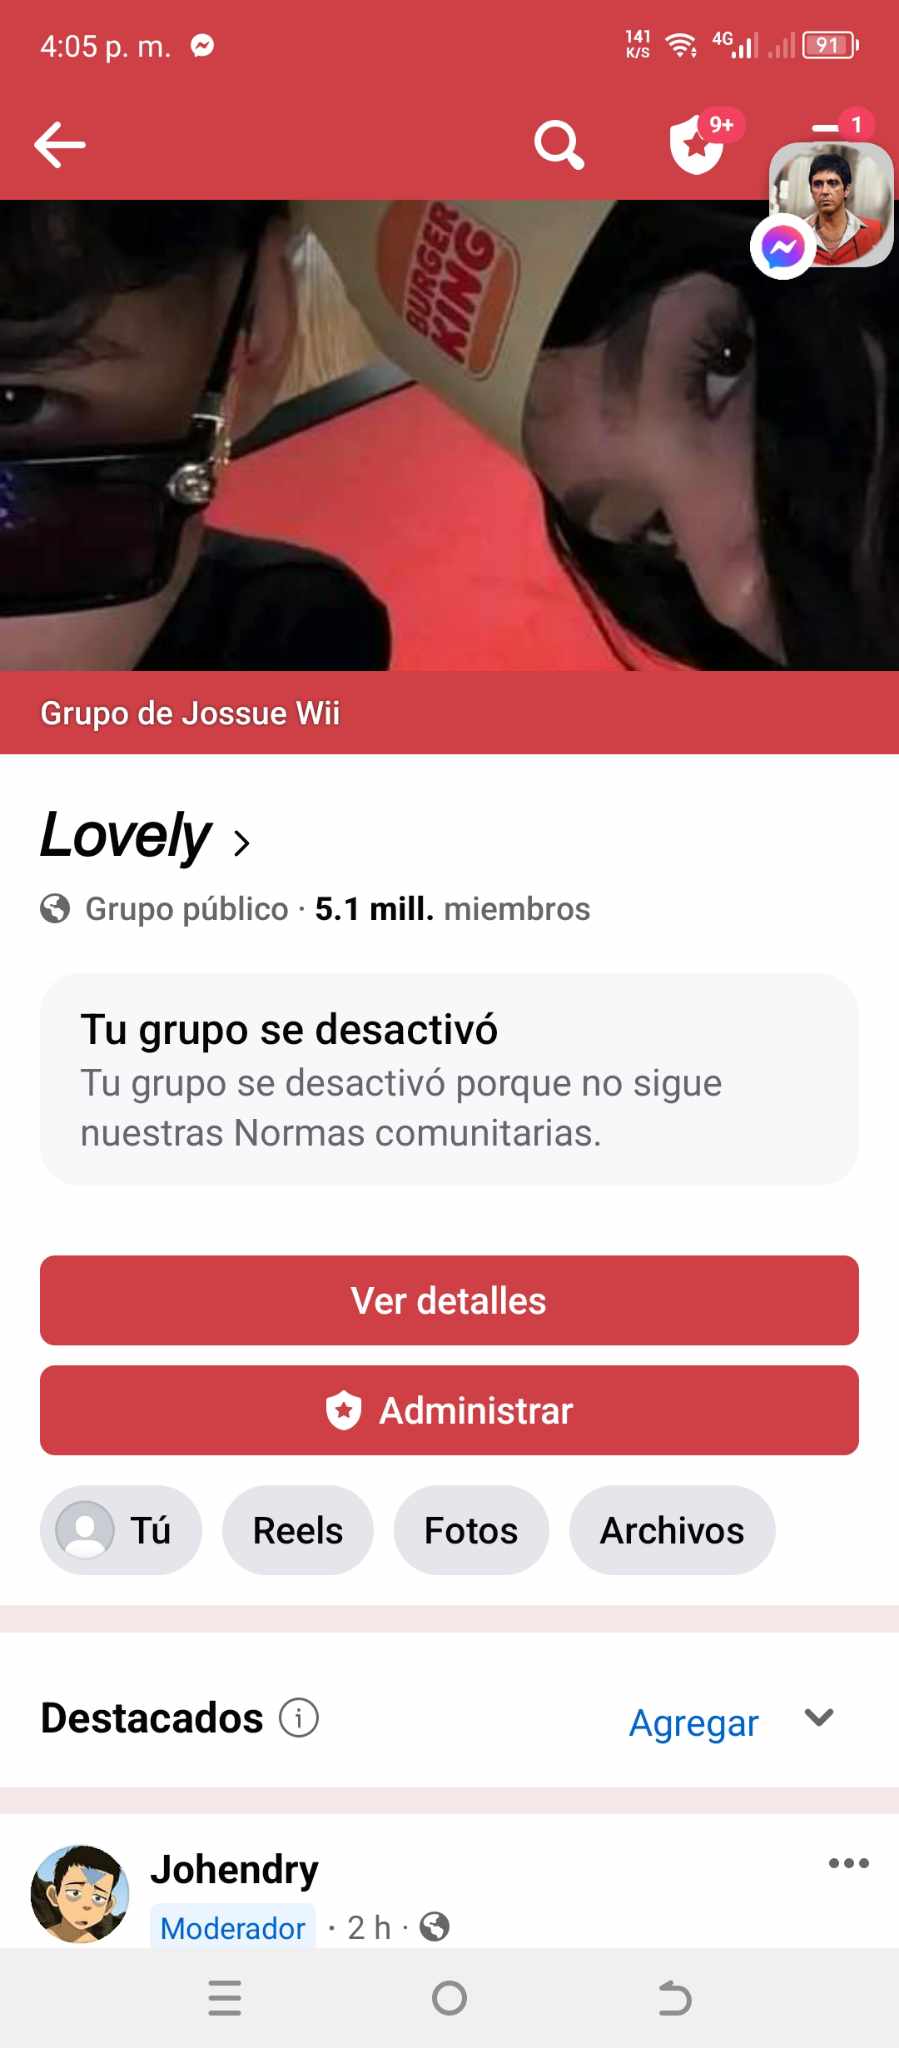 4:05 p. m.
141
K/S
4G
91
9+
1
BURGER
KING
Grupo de Jossue Wii
Lovely >
Grupo público · 5.1 mill. miembros
Tu grupo se desactivó
Tu grupo se desactivó porque no sigue
nuestras Normas comunitarias.
Ver detalles
Administrar
Tú
Reels
Fotos
Archivos
Destacados
Agregar
Johendry
Moderador · 2 h ·